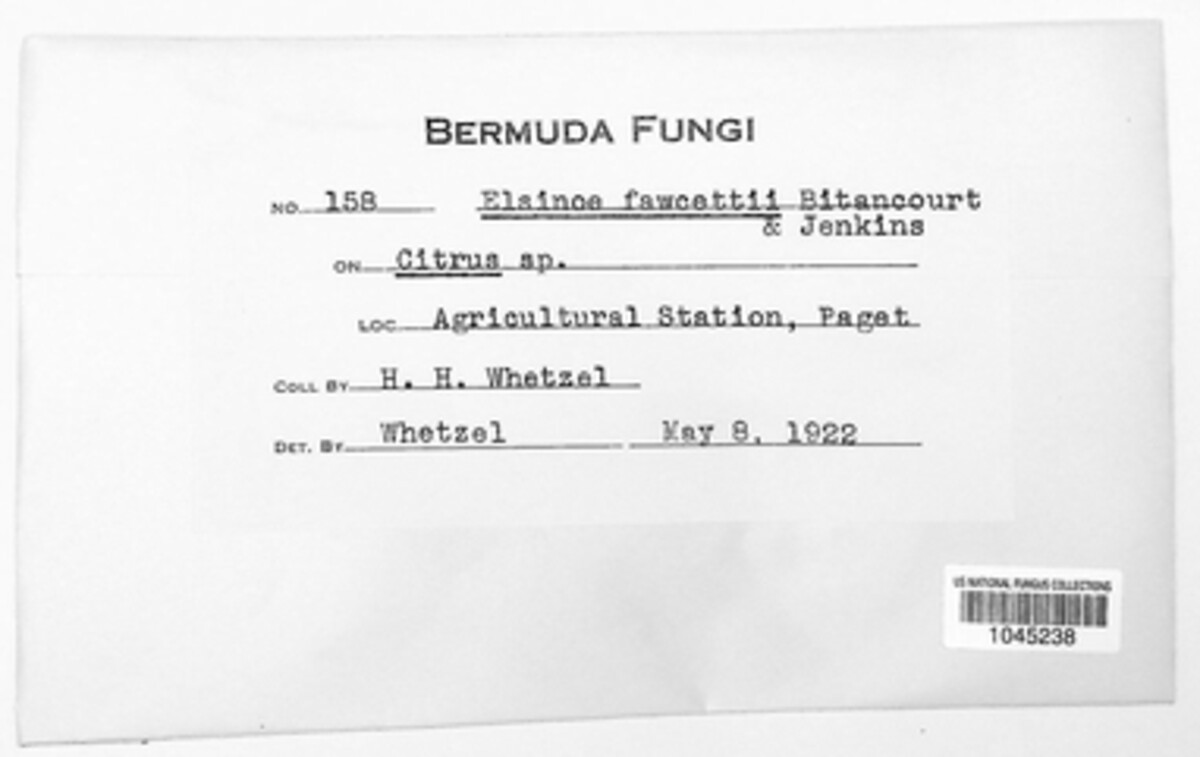 BERMUDA FUNGI
NO. 158 Elsinoe fawcettii Bitancourt
& Jenkins
ON Citrus sp.
LOC. Agricultural Station, Paget
COLL BY H. H. Whetzel
DET. BY Whetzel May 8, 1922
US NATIONAL FUNGUS COLLECTIONS
1045238